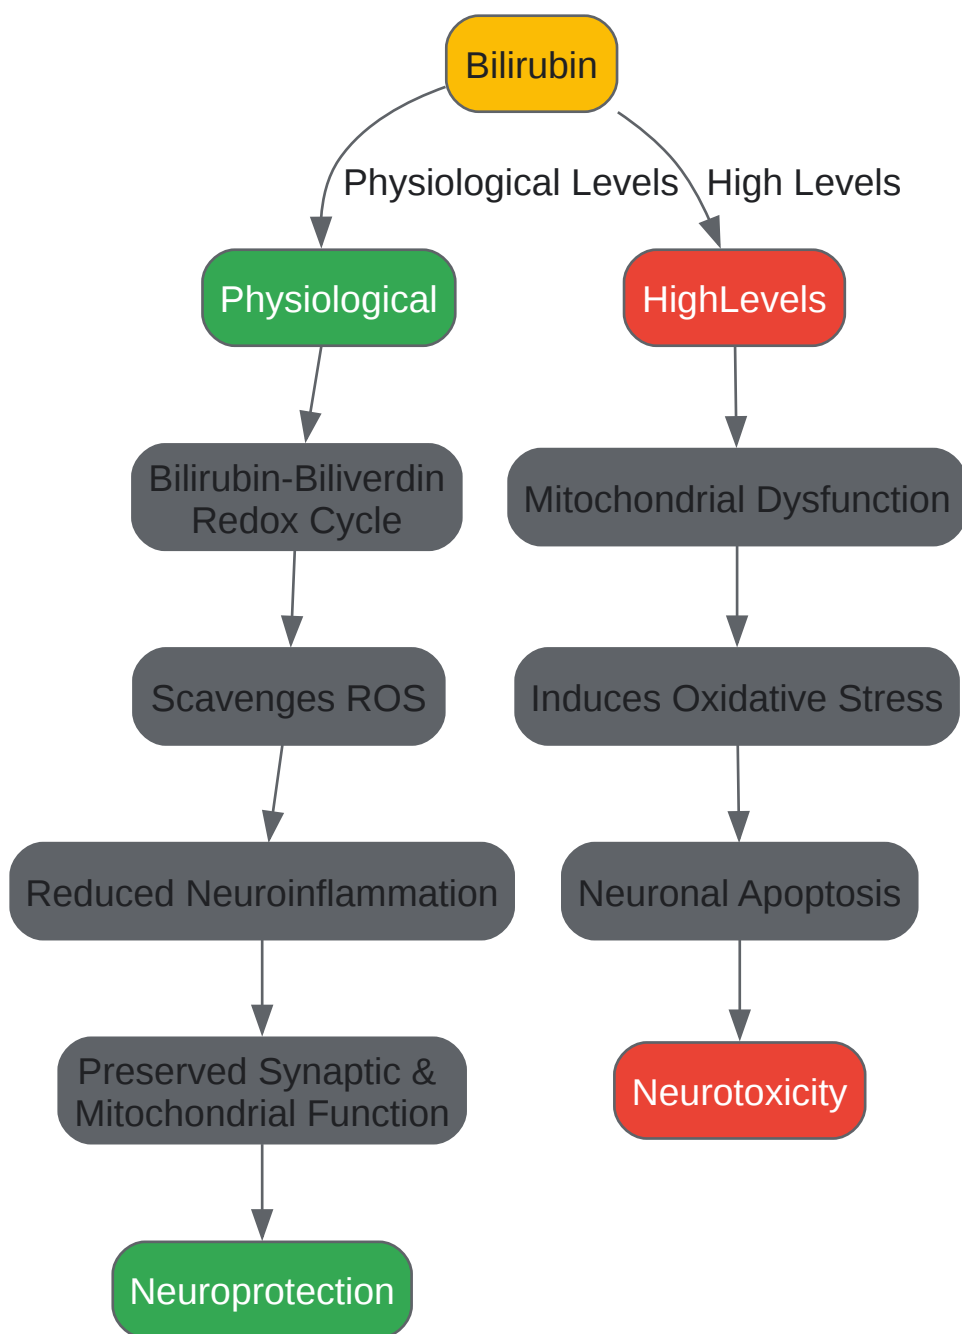 Bilirubin
Physiological Levels
High Levels
Physiological
HighLevels
Bilirubin-Biliverdin
Redox Cycle
Mitochondrial Dysfunction
Scavenges ROS
Induces Oxidative Stress
Reduced Neuroinflammation
Neuronal Apoptosis
Preserved Synaptic &
Mitochondrial Function
Neurotoxicity
Neuroprotection